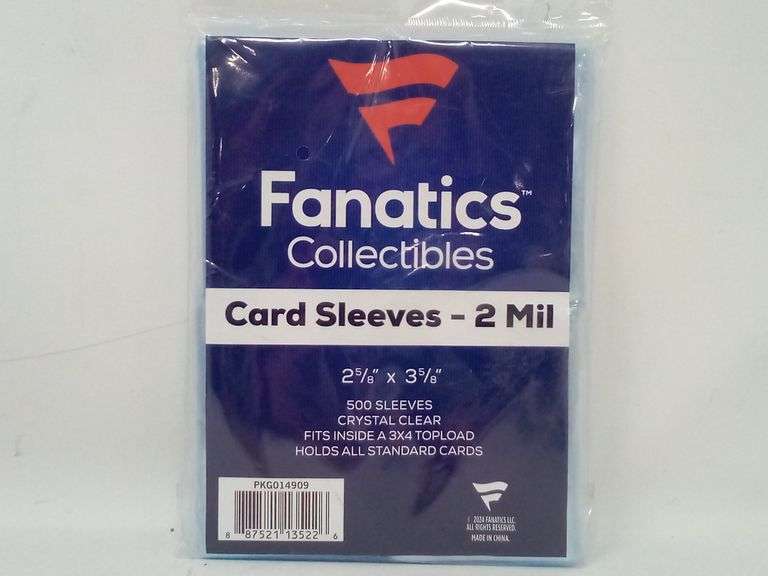 Fanatics™
Collectibles
Card Sleeves - 2 Mil
2⅝" x 3⅝"
500 SLEEVES
CRYSTAL CLEAR
FITS INSIDE A 3X4 TOPLOAD
HOLDS ALL STANDARD CARDS
PKG014909
8 87521 13522 6
© 2024 FANATICS LLC.
ALL RIGHTS RESERVED.
MADE IN CHINA.